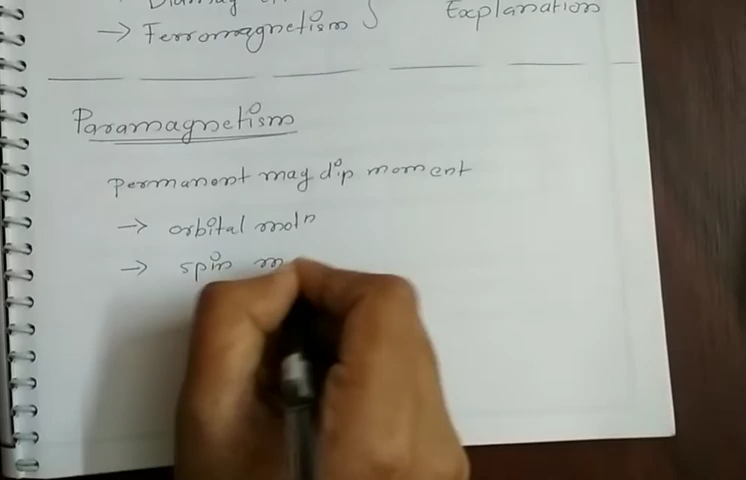 → Ferromagnetism } Explanation
Paramagnetism
Permanent mag dip moment
→ orbital motⁿ
→ spin m